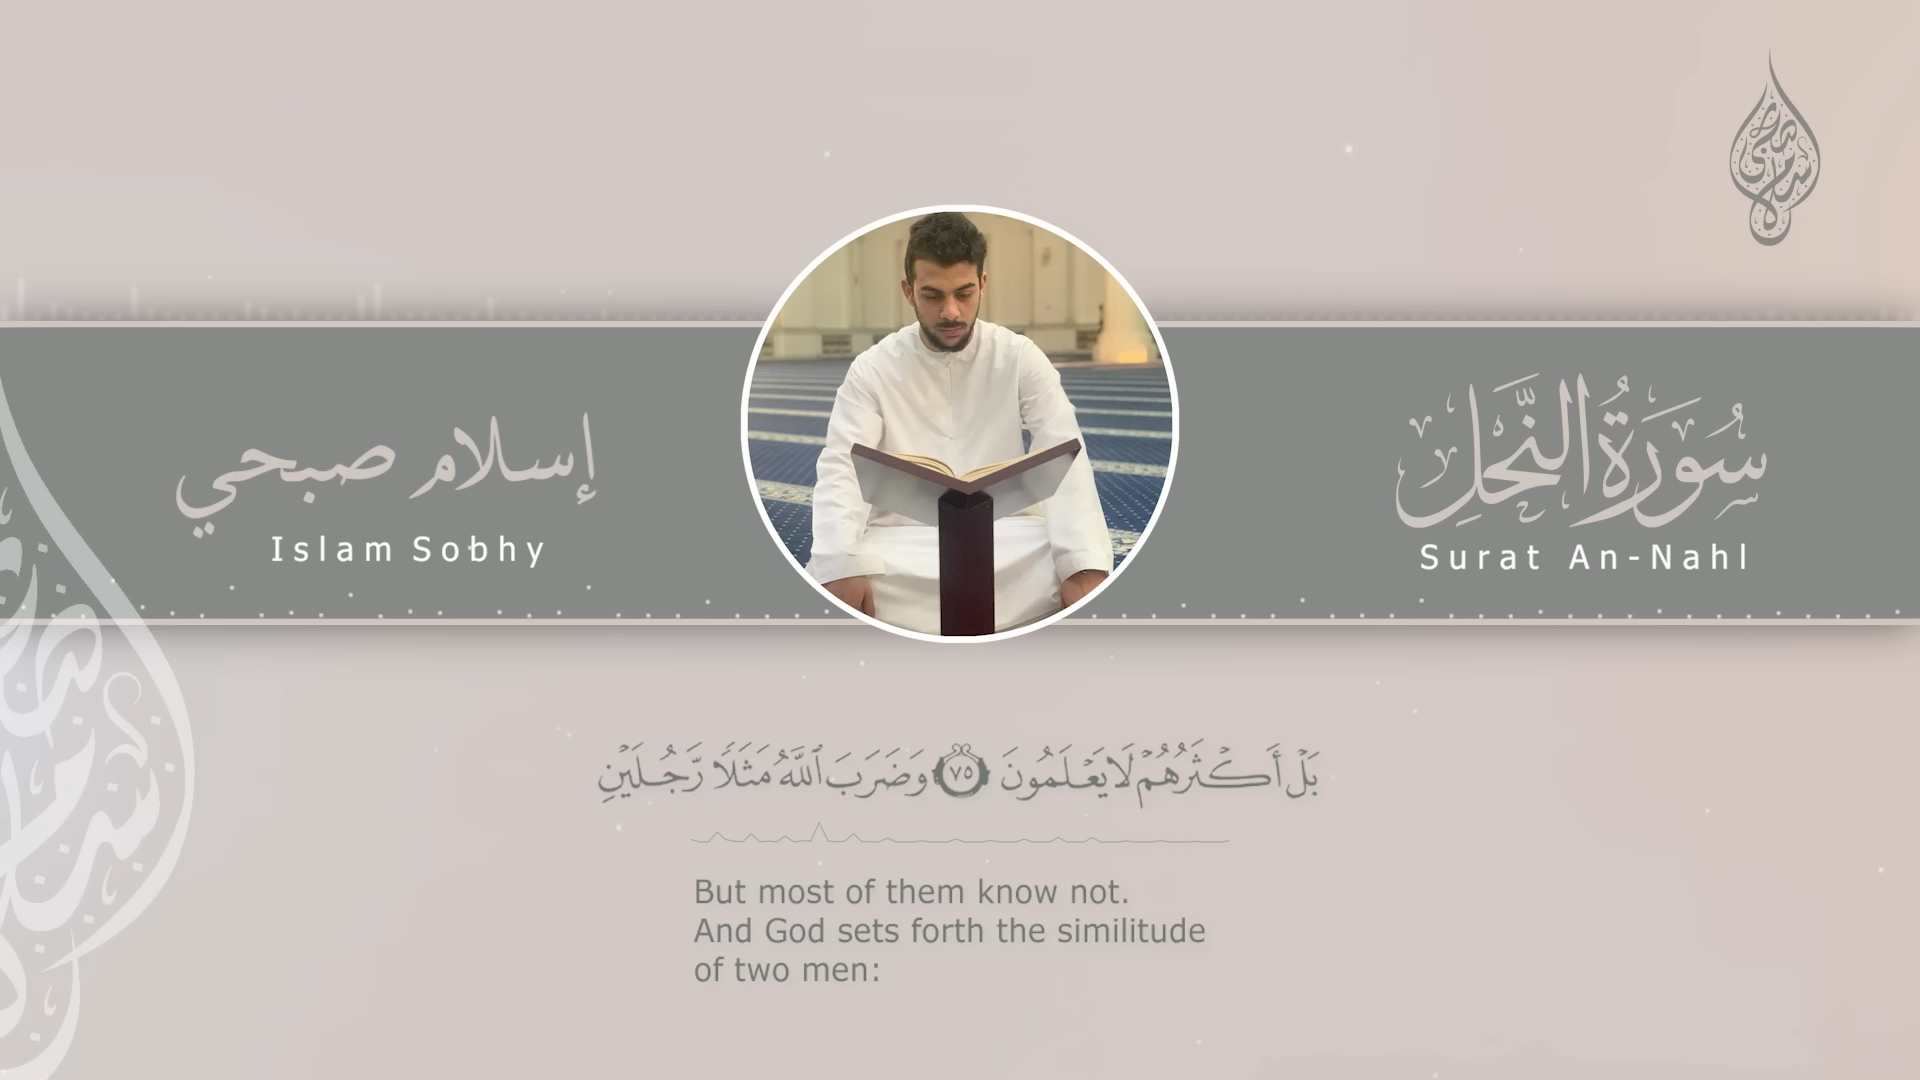 إسلام صبحي
Islam Sobhy
سُورَةُ النَّحلِ
Surat An-Nahl
بَلۡ أَكۡثَرُهُمۡ لَا يَعۡلَمُونَ ٧٥ وَضَرَبَ ٱللَّهُ مَثَلٗا رَّجُلَيۡنِ
But most of them know not.
And God sets forth the similitude
of two men: